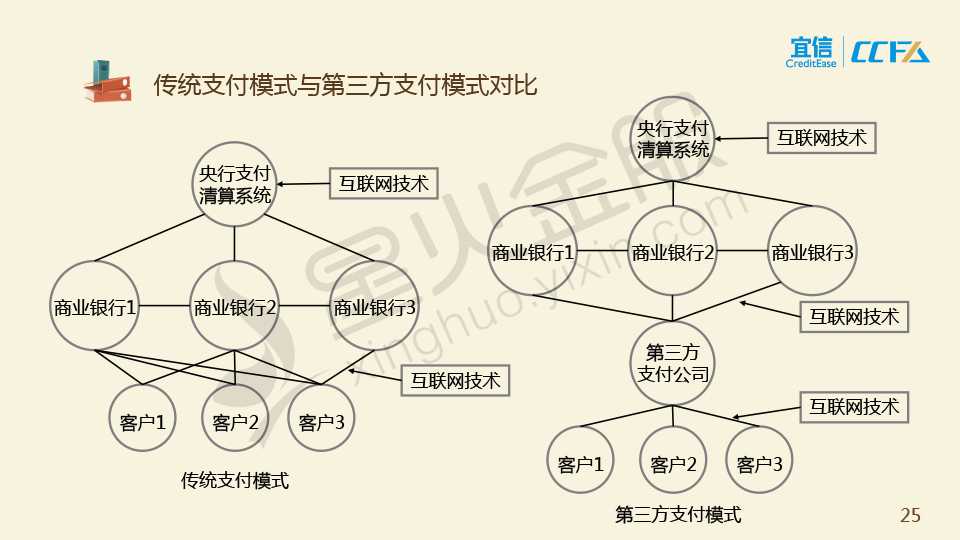 宜信
CreditEase
CCFA
传统支付模式与第三方支付模式对比
央行支付
清算系统
互联网技术
商业银行1
商业银行2
商业银行3
互联网技术
客户1
客户2
客户3
传统支付模式
央行支付
清算系统
互联网技术
商业银行1
商业银行2
商业银行3
互联网技术
第三方
支付公司
互联网技术
客户1
客户2
客户3
第三方支付模式
星火金服
xinghuo.yixin.com
25